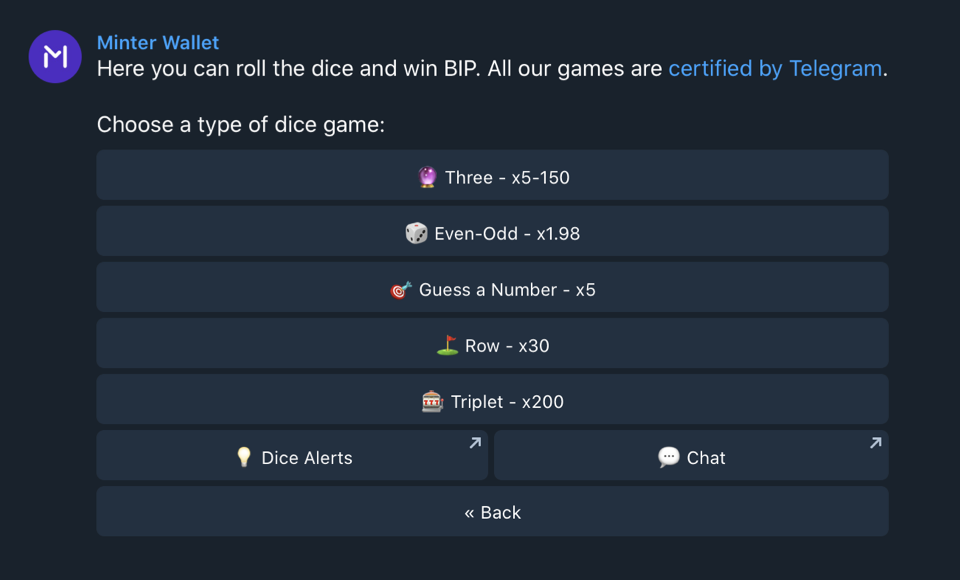 Minter Wallet
Here you can roll the dice and win BIP. All our games are certified by Telegram.
Choose a type of dice game:
Three - x5-150
Even-Odd - x1.98
Guess a Number - x5
Row - x30
Triplet - x200
Dice Alerts
Chat
« Back